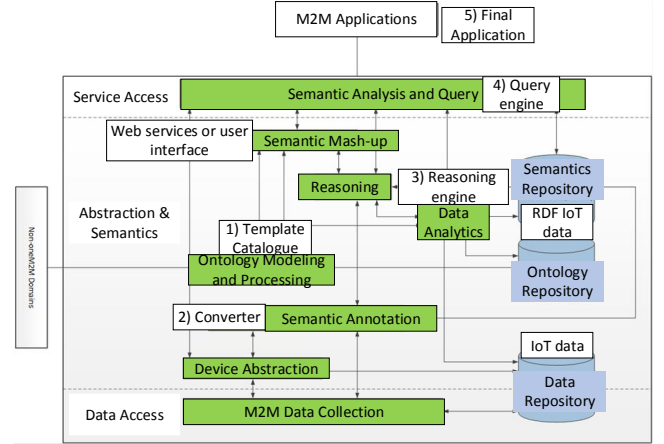 M2M Applications
5) Final
Application
Service Access
Semantic Analysis and Query
4) Query
engine
Web services or user
interface
Semantic Mash-up
Reasoning
3) Reasoning
engine
Semantics
Repository
Abstraction &
Semantics
1) Template
Catalogue
Data
Analytics
RDF IoT
data
Non-oneM2M Domains
Ontology Modeling
and Processing
Ontology
Repository
2) Converter
Semantic Annotation
IoT data
Device Abstraction
Data Access
M2M Data Collection
Data
Repository